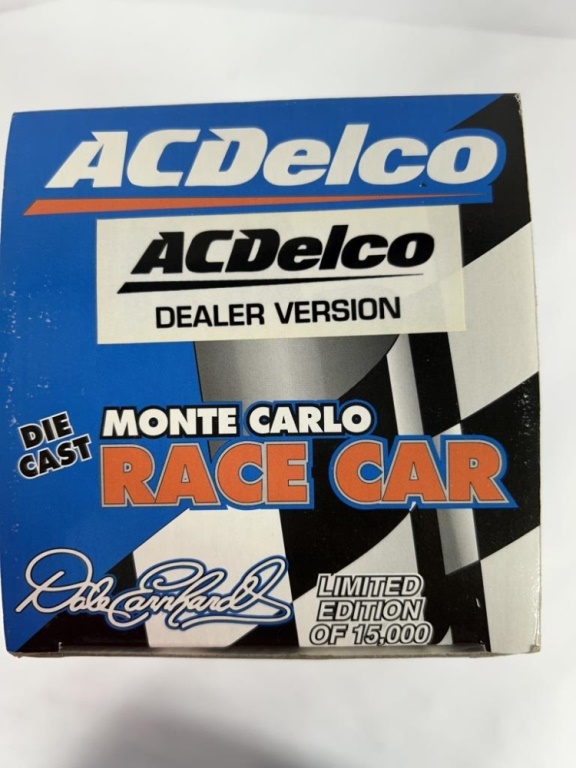 ACDelco
ACDelco
DEALER VERSION
DIE CAST
MONTE CARLO
RACE CAR
Dale Earnhardt
LIMITED
EDITION
OF 15,000